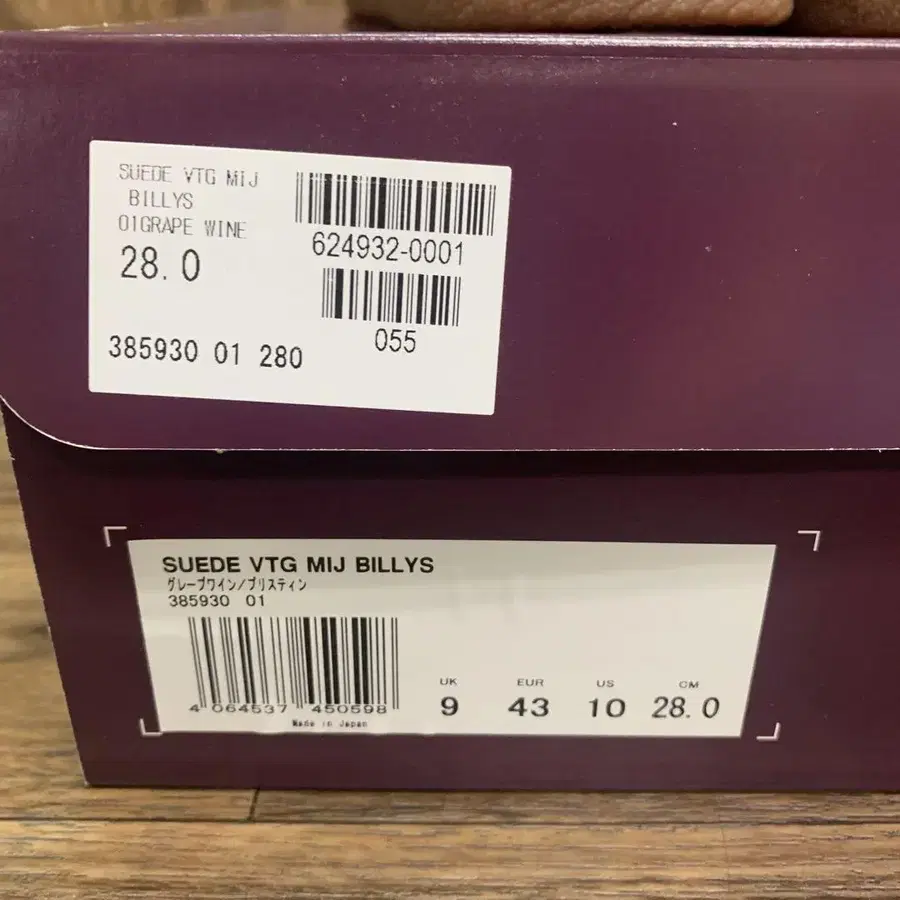 SUEDE VTG MIJ
BILLYS
01GRAPE WINE
28.0
624932-0001
055
385930 01 280
SUEDE VTG MIJ BILLYS
グレープワイン/プリスティン
385930 01
4 064537 450598
Made in Japan
UK EUR US CM
9 43 10 28.0